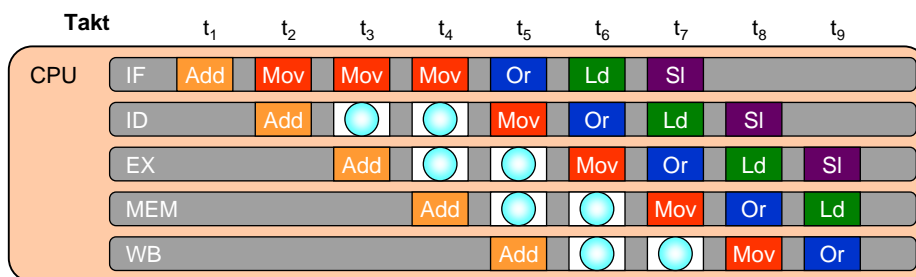 Takt t1 t2 t3 t4 t5 t6 t7 t8 t9
CPU IF Add Mov Mov Mov Or Ld Sl
ID Add Mov Or Ld Sl
EX Add Mov Or Ld Sl
MEM Add Mov Or Ld
WB Add Mov Or